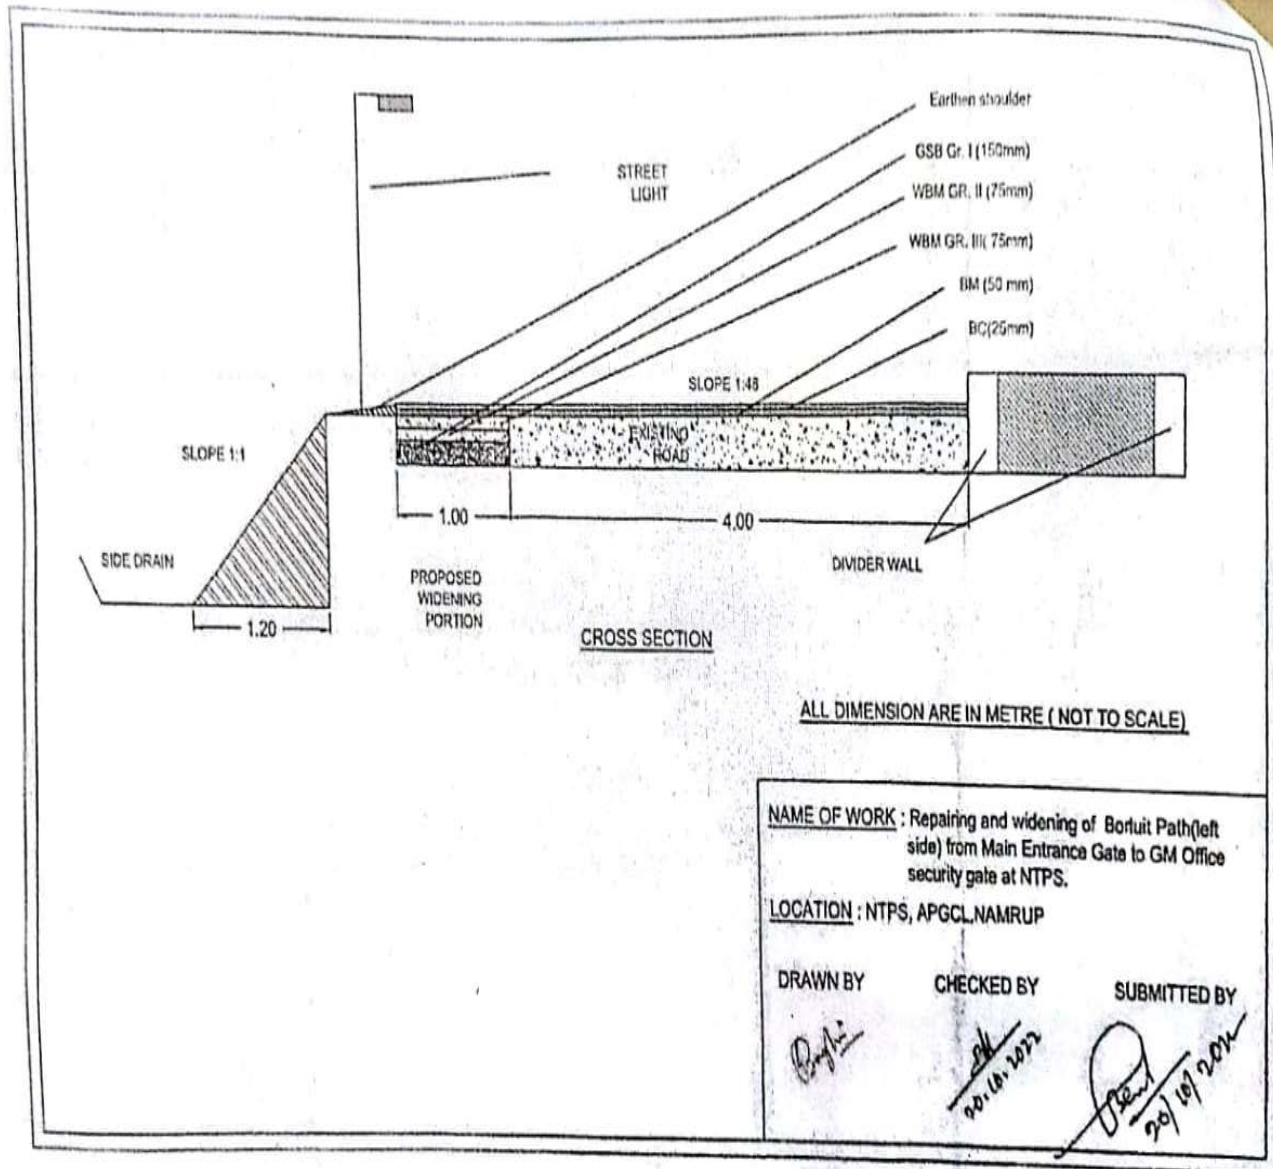 Earthen shoulder
GSB Gr. I (150mm)
STREET
LIGHT
WBM GR. II (75mm)
WBM GR. III( 75mm)
BM (50 mm)
BC(25mm)
SLOPE 1:48
SLOPE 1:1
EXISTING
ROAD
1.00
4.00
SIDE DRAIN
DIVIDER WALL
PROPOSED
WIDENING
PORTION
1.20
CROSS SECTION
ALL DIMENSION ARE IN METRE ( NOT TO SCALE)
NAME OF WORK : Repairing and widening of Borluit Path(left
side) from Main Entrance Gate to GM Office
security gate at NTPS.
LOCATION : NTPS, APGCL,NAMRUP
DRAWN BY
CHECKED BY
SUBMITTED BY
20.10.2022
20/10/2022